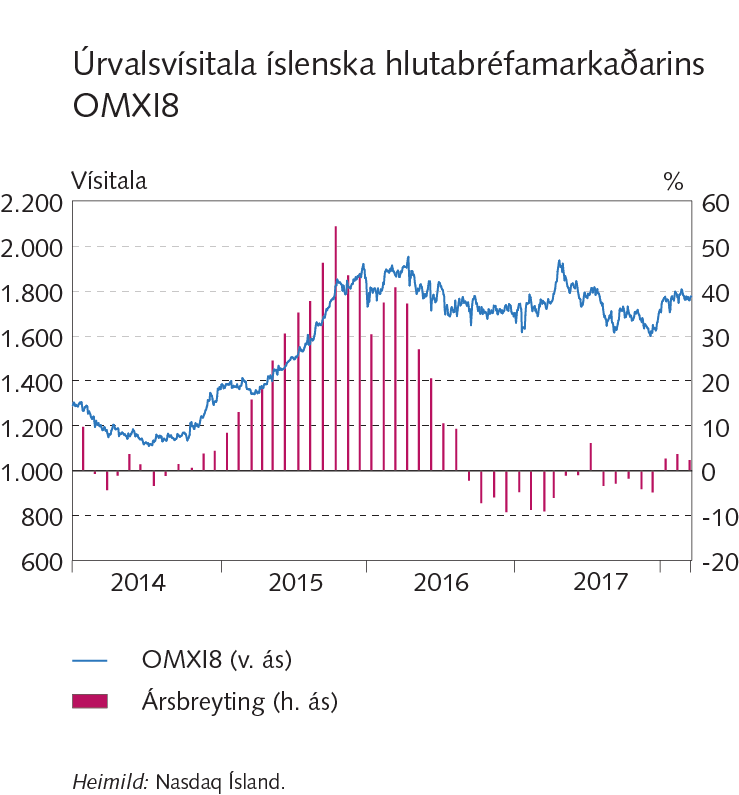 Úrvalsvísitala íslenska hlutabréfamarkaðarins
OMXI8
Vísitala %
2.200 60
2.000 50
1.800 40
1.600 30
1.400 20
1.200 10
1.000 0
800 -10
600 -20
2014 2015 2016 2017
OMXI8 (v. ás)
Ársbreyting (h. ás)
Heimild: Nasdaq Ísland.